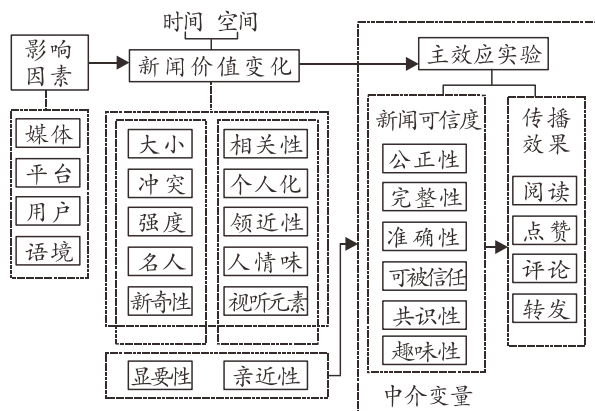 时间 空间
影响
因素
新闻价值变化
主效应实验
媒体
平台
用户
语境
大小
冲突
强度
名人
新奇性
相关性
个人化
领近性
人情味
视听元素
显要性
亲近性
新闻可信度
公正性
完整性
准确性
可被信任
共识性
趣味性
中介变量
传播
效果
阅读
点赞
评论
转发